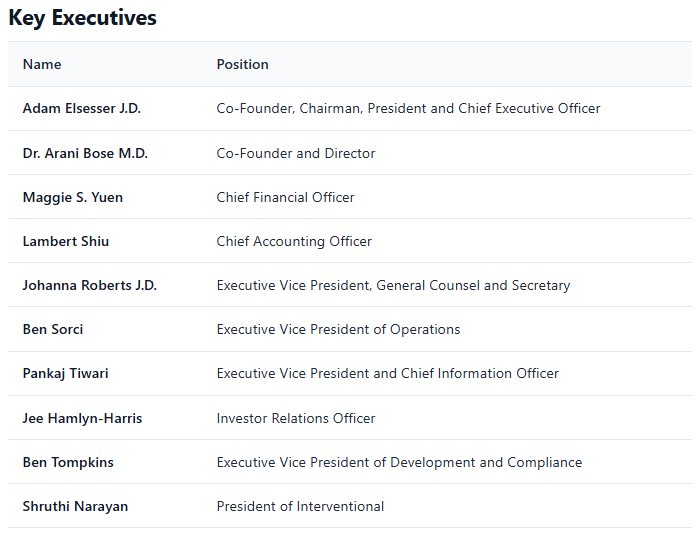 Key Executives
Name Position
Adam Elsesser J.D. Co-Founder, Chairman, President and Chief Executive Officer
Dr. Arani Bose M.D. Co-Founder and Director
Maggie S. Yuen Chief Financial Officer
Lambert Shiu Chief Accounting Officer
Johanna Roberts J.D. Executive Vice President, General Counsel and Secretary
Ben Sorci Executive Vice President of Operations
Pankaj Tiwari Executive Vice President and Chief Information Officer
Jee Hamlyn-Harris Investor Relations Officer
Ben Tompkins Executive Vice President of Development and Compliance
Shruthi Narayan President of Interventional